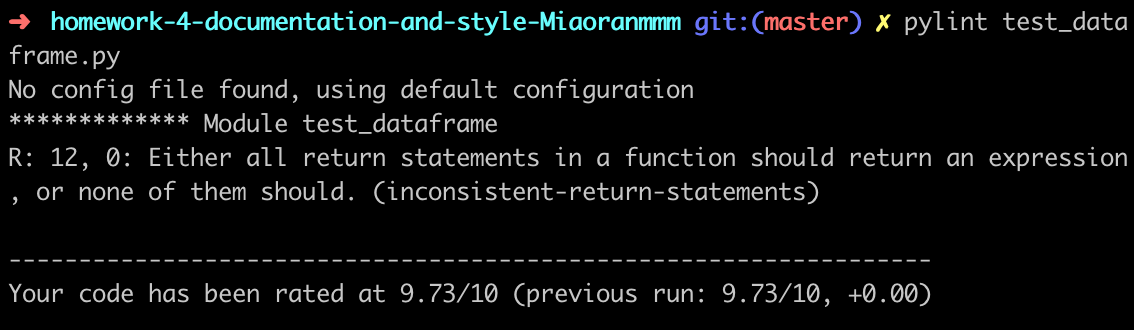 ➜ homework-4-documentation-and-style-Miaoranmmm git:(master) ✗ pylint test_data
frame.py
No config file found, using default configuration
************* Module test_dataframe
R: 12, 0: Either all return statements in a function should return an expression
, or none of them should. (inconsistent-return-statements)
-------------------------------------------------------------------
Your code has been rated at 9.73/10 (previous run: 9.73/10, +0.00)